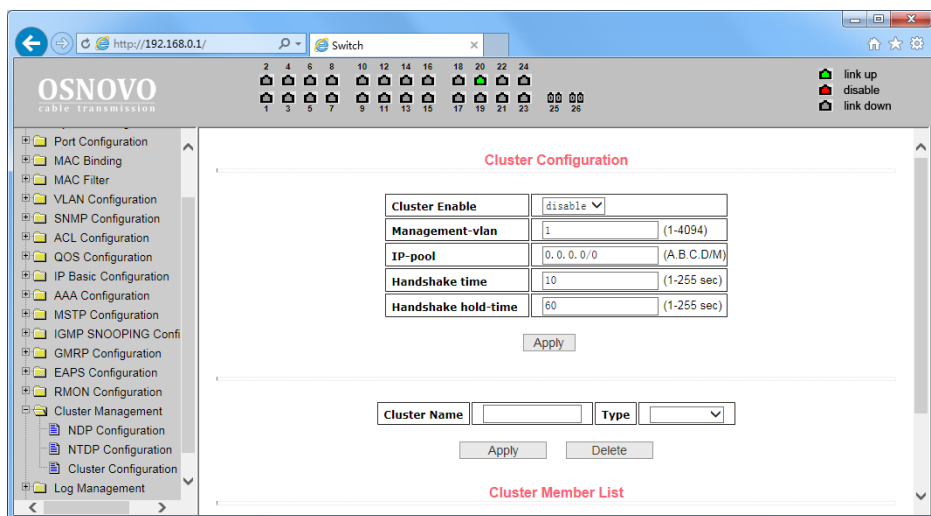 http://192.168.0.1/
Switch
OSNOVO
cable transmission
2 4 6 8 10 12 14 16 18 20 22 24
1 3 5 7 9 11 13 15 17 19 21 23 25 26
link up
disable
link down
Port Configuration
MAC Binding
MAC Filter
VLAN Configuration
SNMP Configuration
ACL Configuration
QOS Configuration
IP Basic Configuration
AAA Configuration
MSTP Configuration
IGMP SNOOPING Confi
GMRP Configuration
EAPS Configuration
RMON Configuration
Cluster Management
NDP Configuration
NTDP Configuration
Cluster Configuration
Log Management
Cluster Configuration
Cluster Enable disable
Management-vlan 1 (1-4094)
IP-pool 0.0.0.0/0 (A.B.C.D/M)
Handshake time 10 (1-255 sec)
Handshake hold-time 60 (1-255 sec)
Apply
Cluster Name Type
Apply Delete
Cluster Member List